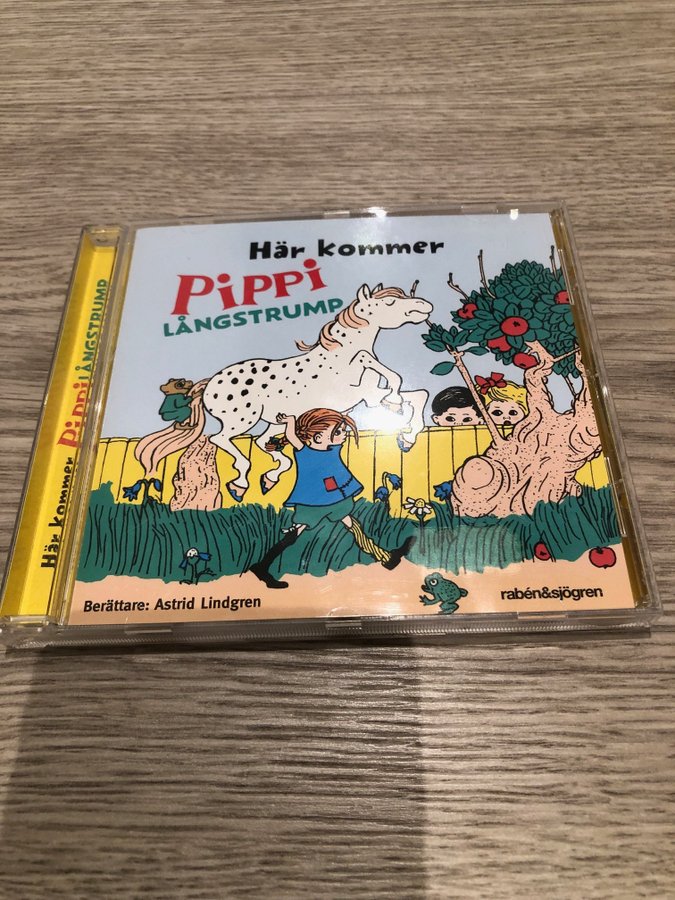 Här kommer
PiPPi
LÅNGSTRUMP
Berättare: Astrid Lindgren
rabén&sjögren
Här kommer PiPPi LÅNGSTRUMP